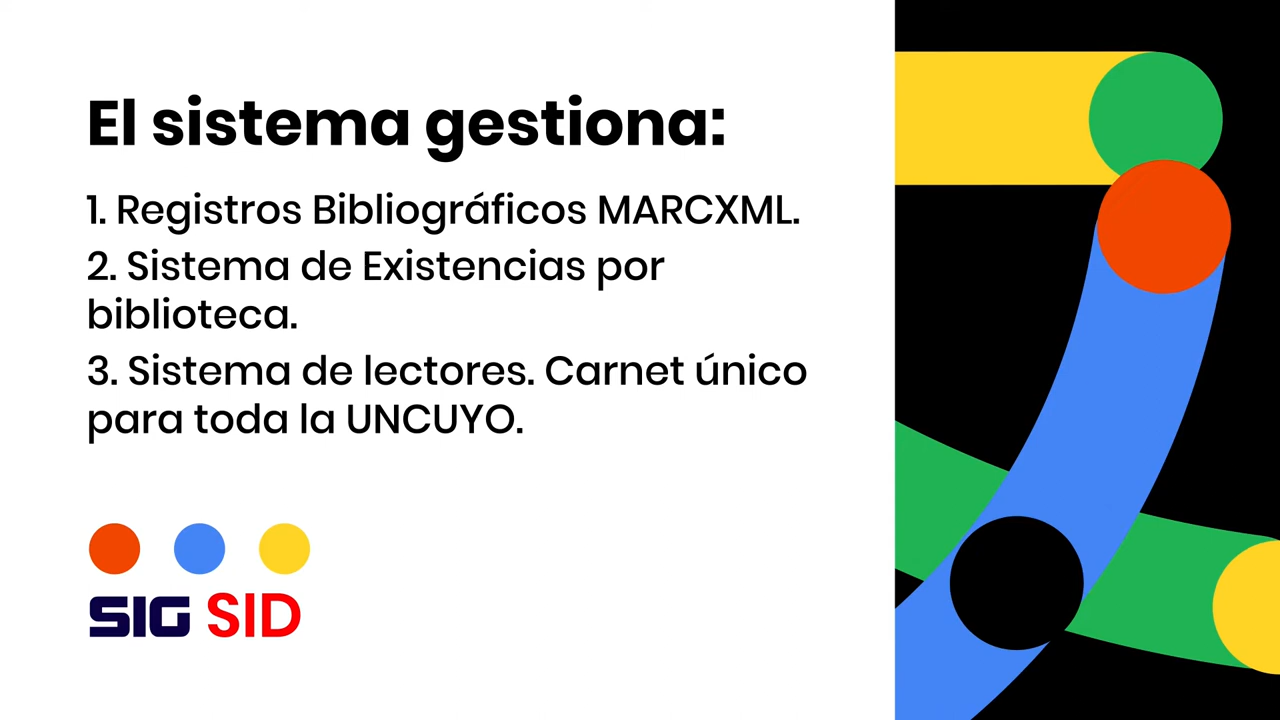 El sistema gestiona:
1. Registros Bibliográficos MARCXML.
2. Sistema de Existencias por
biblioteca.
3. Sistema de lectores. Carnet único
para toda la UNCUYO.
SIG SID